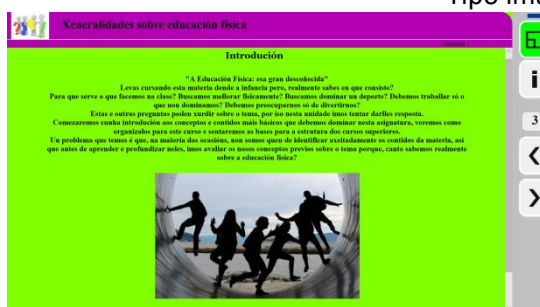 Xeneralidades sobre educación física
Introdución
"A Educación Física: esa gran descoñecida"
Levas cursando esta materia dende a infancia pero, realmente sabes en que consiste?
Para que serve o que facemos na clase? Buscamos mellorar físicamente? Buscamos dominar un deporte? Debemos traballar só o
que non dominamos? Debemos preocuparnos só de divertirnos?
Estas e outras preguntas poden xurdir sobre o tema, por iso nesta unidade imos tentar darlles resposta.
Comezaremos cunha introdución aos conceptos e contidos máis básicos que debemos dominar nesta asignatura, veremos como
organizalos para este curso e sentaremos as bases para a estrutura dos cursos superiores.
Un problema que temos é que, na maioría das ocasións, non somos quen de identificar axeitadamente os contidos da materia, así
que antes de aprender e profundizar neles, imos avaliar os nosos conceptos previos sobre o tema porque, canto sabemos realmente
sobre a educación física?
i
3